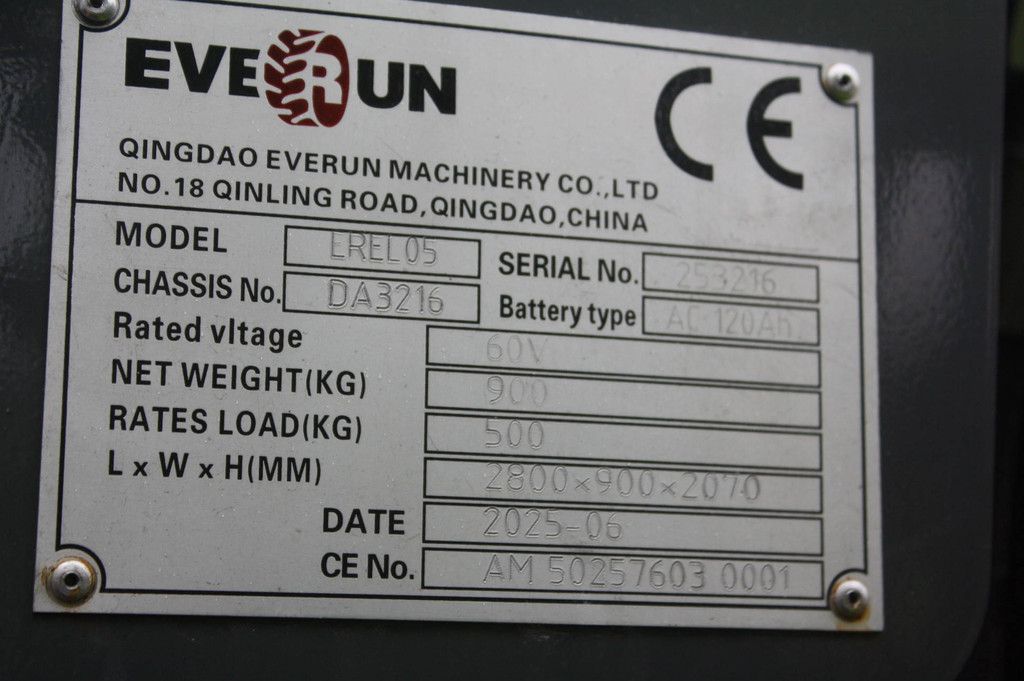 EVERUN
CE
QINGDAO EVERUN MACHINERY CO.,LTD
NO.18 QINLING ROAD,QINGDAO,CHINA
MODEL EREL05 SERIAL No. 253216
CHASSIS No. DA3216 Battery type AC 120Ah
Rated vltage 60V
NET WEIGHT(KG) 900
RATES LOAD(KG) 500
L x W x H(MM) 2800×900×2070
DATE 2025-06
CE No. AM 50257603 0001